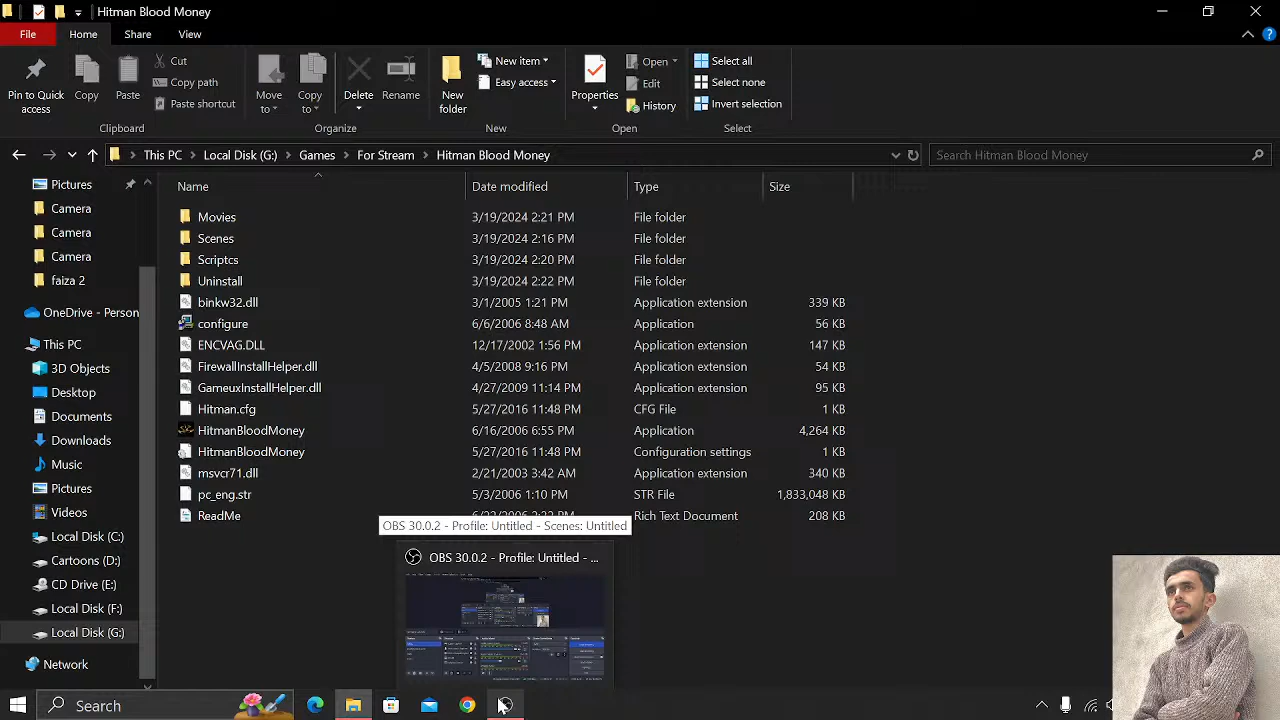 Hitman Blood Money
File
Home
Share
View
Pin to Quick access
Copy
Paste
Cut
Copy path
Paste shortcut
Clipboard
Move to
Copy to
Delete
Rename
Organize
New folder
New item
Easy access
New
Properties
Open
Edit
History
Open
Select all
Select none
Invert selection
Select
This PC > Local Disk (G:) > Games > For Stream > Hitman Blood Money
Search Hitman Blood Money
Pictures
Camera
Camera
Camera
faiza 2
OneDrive - Person
This PC
3D Objects
Desktop
Documents
Downloads
Music
Pictures
Videos
Local Disk (C:)
Cartoons (D:)
CD Drive (E:)
Local Disk (F:)
Local Disk (G:)
Network
Name Date modified Type Size
Movies 3/19/2024 2:21 PM File folder
Scenes 3/19/2024 2:16 PM File folder
Scriptcs 3/19/2024 2:20 PM File folder
Uninstall 3/19/2024 2:22 PM File folder
binkw32.dll 3/1/2005 1:21 PM Application extension 339 KB
configure 6/6/2006 8:48 AM Application 56 KB
ENCVAG.DLL 12/17/2002 1:56 PM Application extension 147 KB
FirewallInstallHelper.dll 4/5/2008 9:16 PM Application extension 54 KB
GameuxInstallHelper.dll 4/27/2009 11:14 PM Application extension 95 KB
Hitman.cfg 5/27/2016 11:48 PM CFG File 1 KB
HitmanBloodMoney 6/16/2006 6:55 PM Application 4,264 KB
HitmanBloodMoney 5/27/2016 11:48 PM Configuration settings 1 KB
msvcr71.dll 2/21/2003 3:42 AM Application extension 340 KB
pc_eng.str 5/3/2006 1:10 PM STR File 1,833,048 KB
ReadMe Rich Text Document 208 KB
OBS 30.0.2 - Profile: Untitled - Scenes: Untitled
OBS 30.0.2 - Profile: Untitled - ...
Search